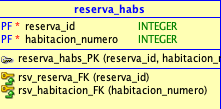 reserva_habs
PF * reserva_id INTEGER
PF * habitacion_numero INTEGER
reserva_habs_PK (reserva_id, habitacion_n
rsv_reserva_FK (reserva_id)
rsv_habitacion_FK (habitacion_numero)